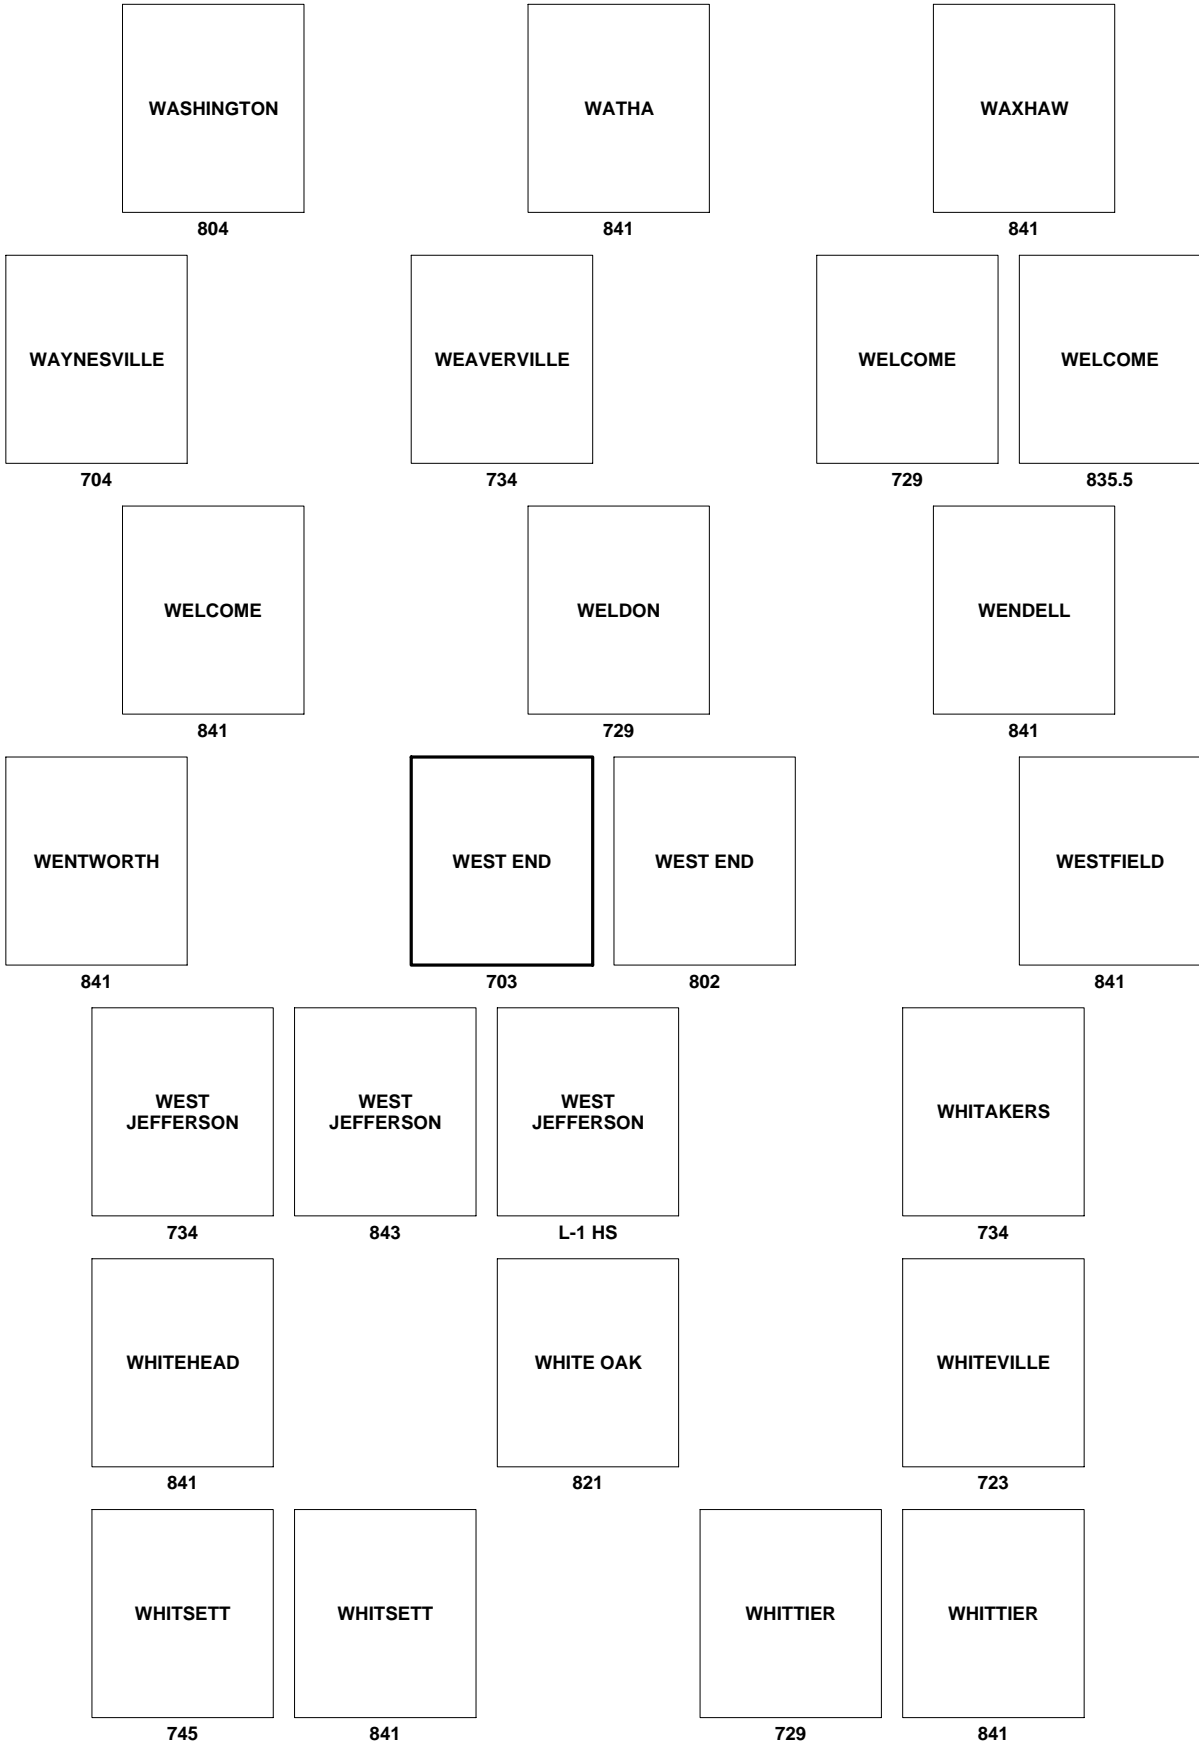 WASHINGTON
WATHA
WAXHAW
804
841
841
WAYNESVILLE
WEAVERVILLE
WELCOME
WELCOME
704
734
729
835.5
WELCOME
WELDON
WENDELL
841
729
841
WENTWORTH
WEST END
WEST END
WESTFIELD
841
703
802
841
WEST
JEFFERSON
WEST
JEFFERSON
WEST
JEFFERSON
WHITAKERS
734
843
L-1 HS
734
WHITEHEAD
WHITE OAK
WHITEVILLE
841
821
723
WHITSETT
WHITSETT
WHITTIER
WHITTIER
745
841
729
841